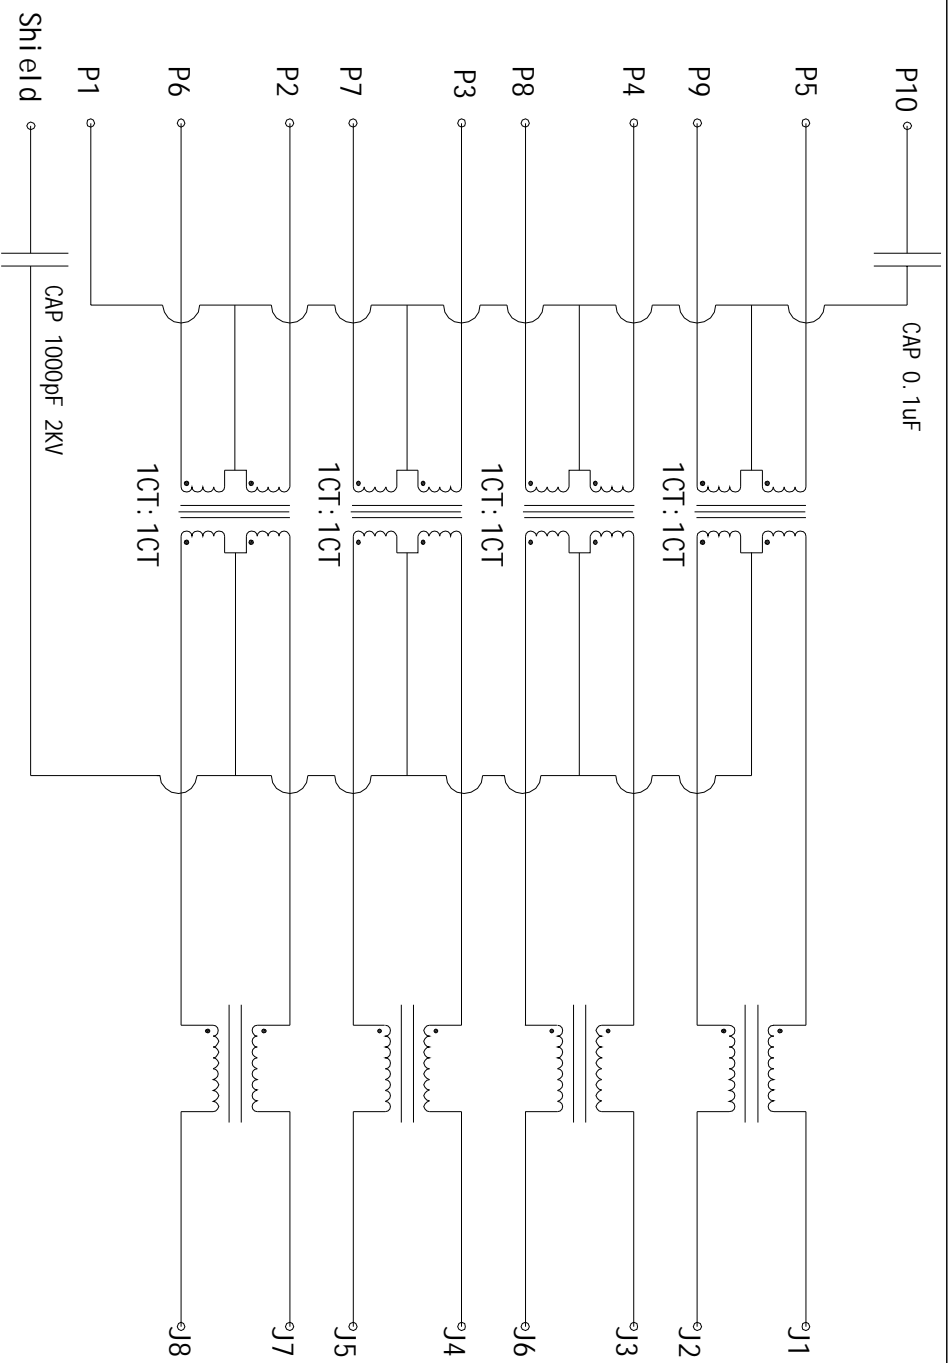 P10
CAP 0.1uF
P5
J1
P9
J2
1CT:1CT
P4
J3
P8
J6
1CT:1CT
P3
J4
P7
J5
1CT:1CT
P2
J7
P6
J8
1CT:1CT
P1
CAP 1000pF 2KV
Shield